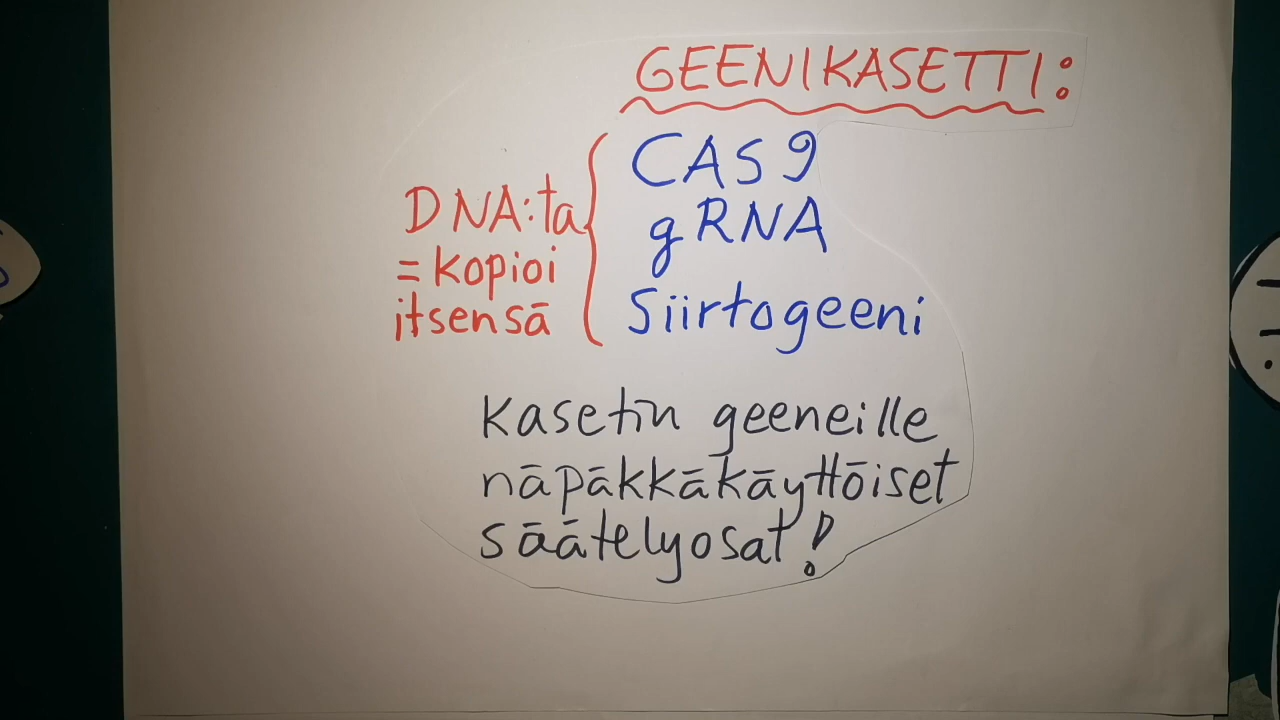 GEENIKASETTI:
CAS9
gRNA
Siirtogeeni
DNA:ta
=kopioi
itsensä
Kasetin geeneille
näpäkkäkäyttöiset
säätelyosat!